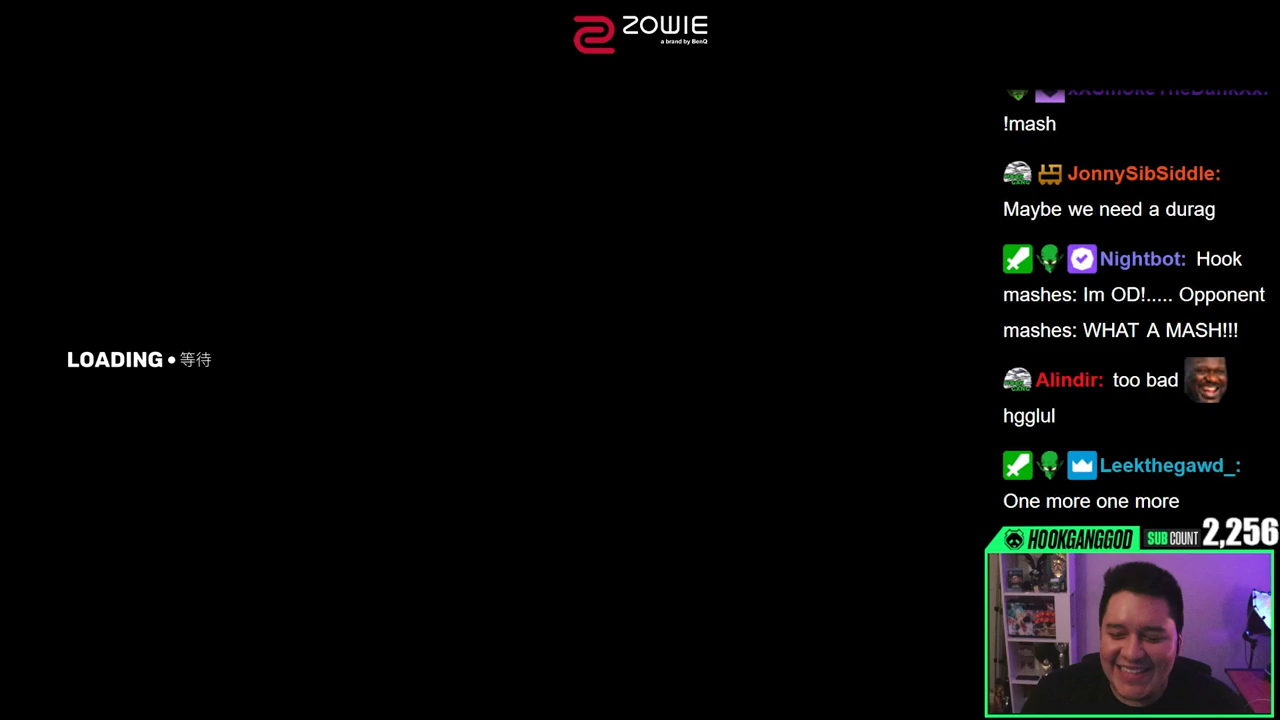 ZOWIE
a brand by BenQ
xXSmokeTheDankXx:
!mash
JonnySibSiddle:
Maybe we need a durag
Nightbot: Hook
mashes: Im OD!..... Opponent
mashes: WHAT A MASH!!!
LOADING • 等待
Alindir: too bad
hgglul
Leekthegawd_:
One more one more
HOOKGANGGOD SUB COUNT 2,256